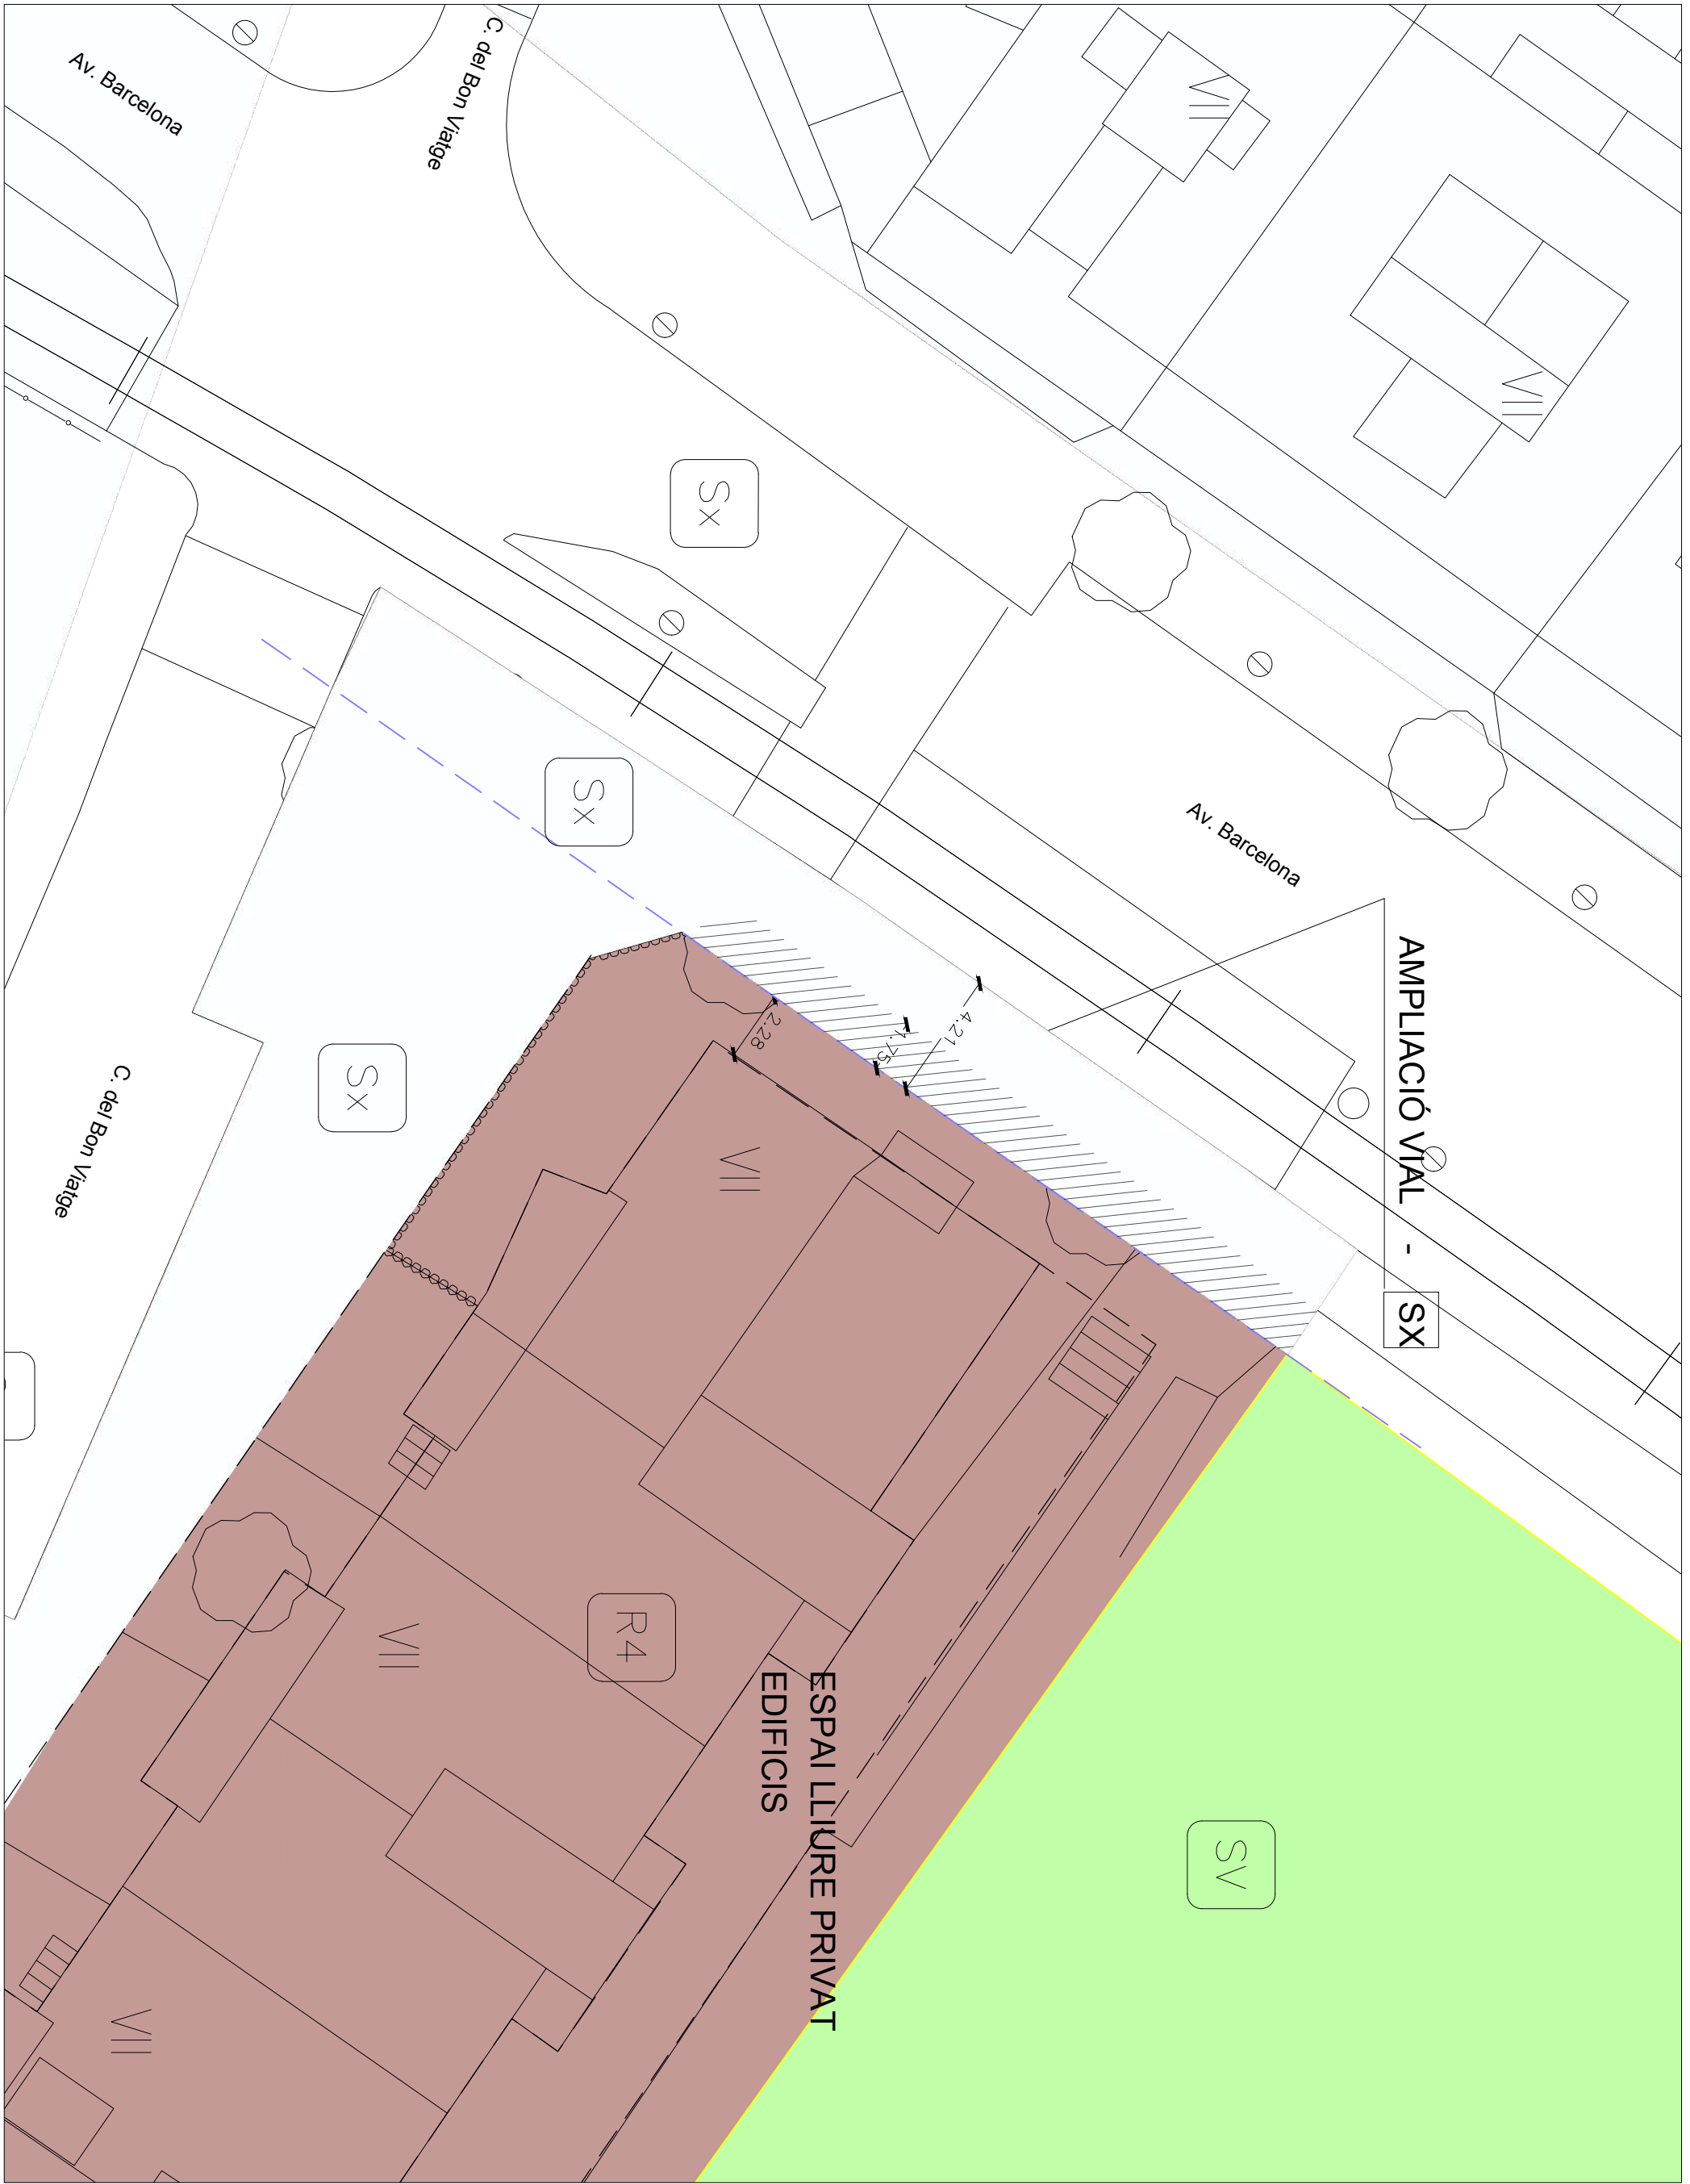 Av. Barcelona
C. del Bon Viatge
VII
VII
Sx
Sx
Av. Barcelona
AMPLIACIÓ VIAL - SX
2.28
4.21
Sx
C. del Bon Viatge
VII
R4
VII
ESPAI LLIURE PRIVAT
EDIFICIS
SV
VII